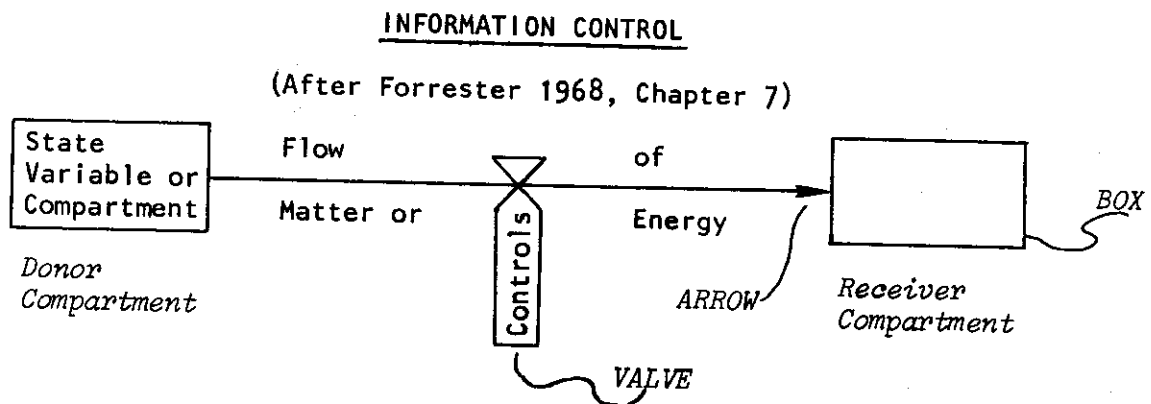 INFORMATION CONTROL
(After Forrester 1968, Chapter 7)
State
Variable or
Compartment
Donor
Compartment
Flow of
Matter or Energy
Controls
VALVE
ARROW
Receiver
Compartment
BOX